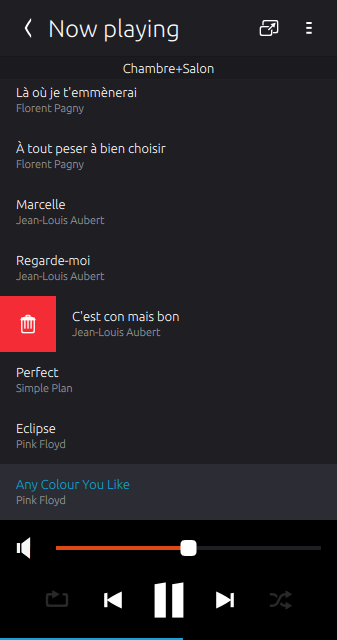 Now playing
Chambre+Salon
Là où je t'emmènerai
Florent Pagny
À tout peser à bien choisir
Florent Pagny
Marcelle
Jean-Louis Aubert
Regarde-moi
Jean-Louis Aubert
C'est con mais bon
Jean-Louis Aubert
Perfect
Simple Plan
Eclipse
Pink Floyd
Any Colour You Like
Pink Floyd